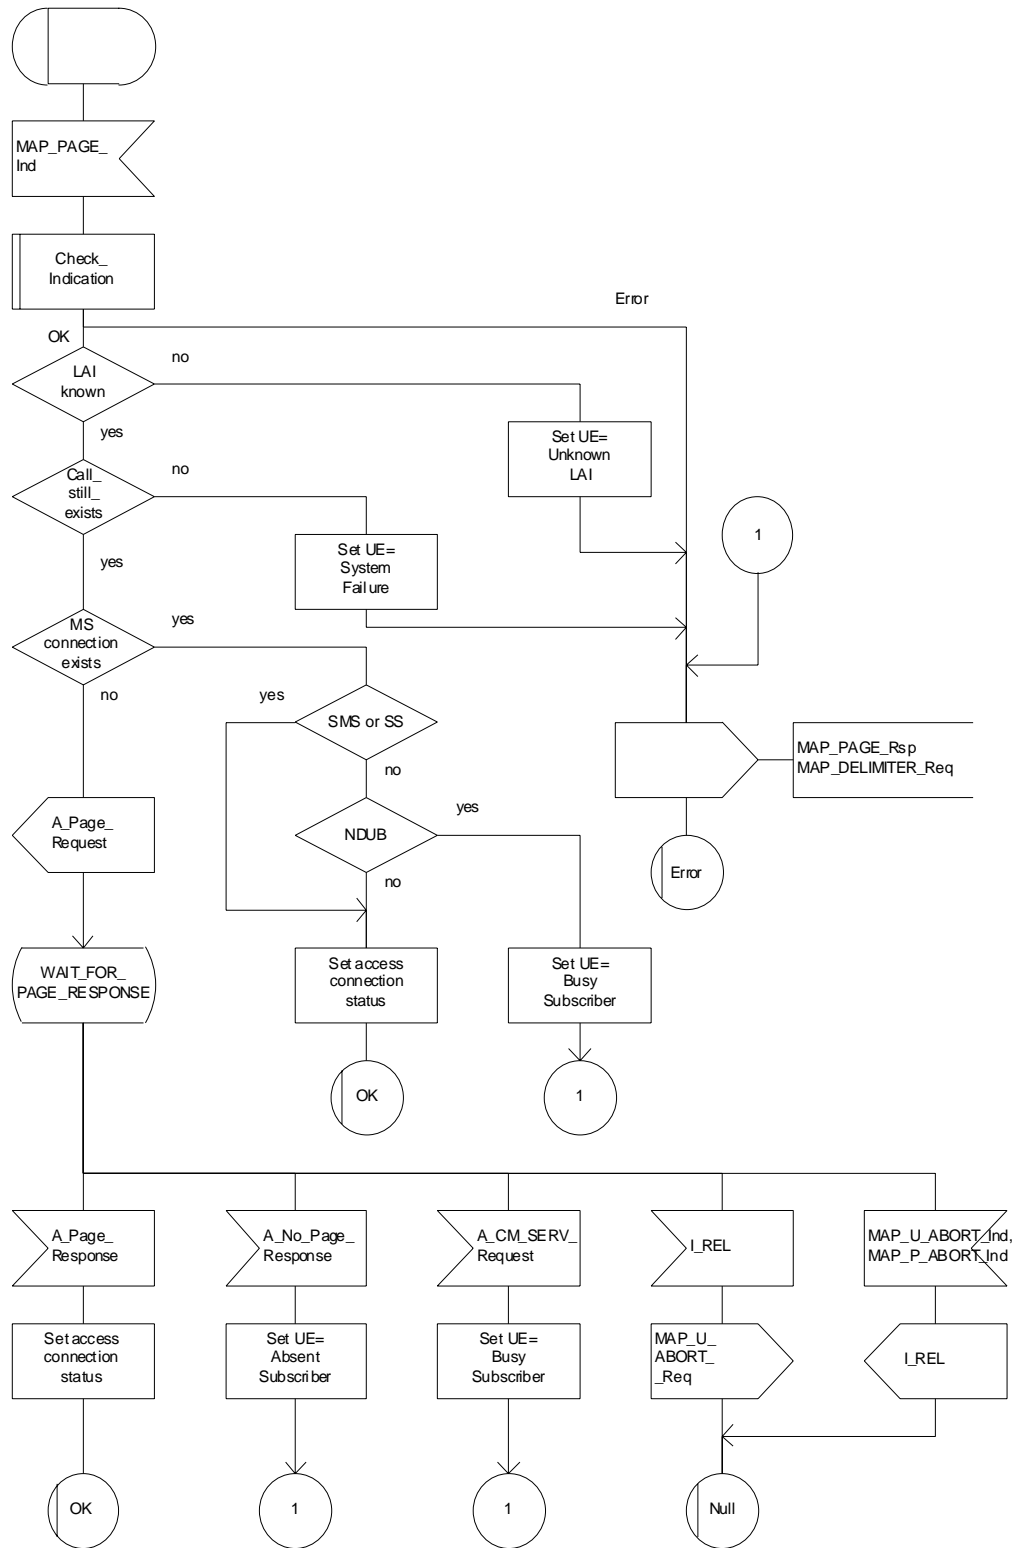 MAP_PAGE_
Ind
Check_
Indication
Error
OK
no
LAI
known
yes
Set UE=
Unknown
LAI
no
Call_
still_
exists
1
Set UE=
System
Failure
yes
yes
MS
connection
exists
no
yes
SMS or SS
MAP_PAGE_Rsp
MAP_DELIMITER_Req
no
yes
A_Page_
Request
NDUB
Error
no
Set access
connection
status
Set UE=
Busy
Subscriber
WAIT_FOR_
PAGE_RESPONSE
OK
1
A_Page_
Response
A_No_Page_
Response
A_CM_SERV_
Request
I_REL
MAP_U_ABORT_Ind,
MAP_P_ABORT_Ind
Set access
connection
status
Set UE=
Absent
Subscriber
Set UE=
Busy
Subscriber
MAP_U_
ABORT_
_Req
I_REL
OK
1
1
Null